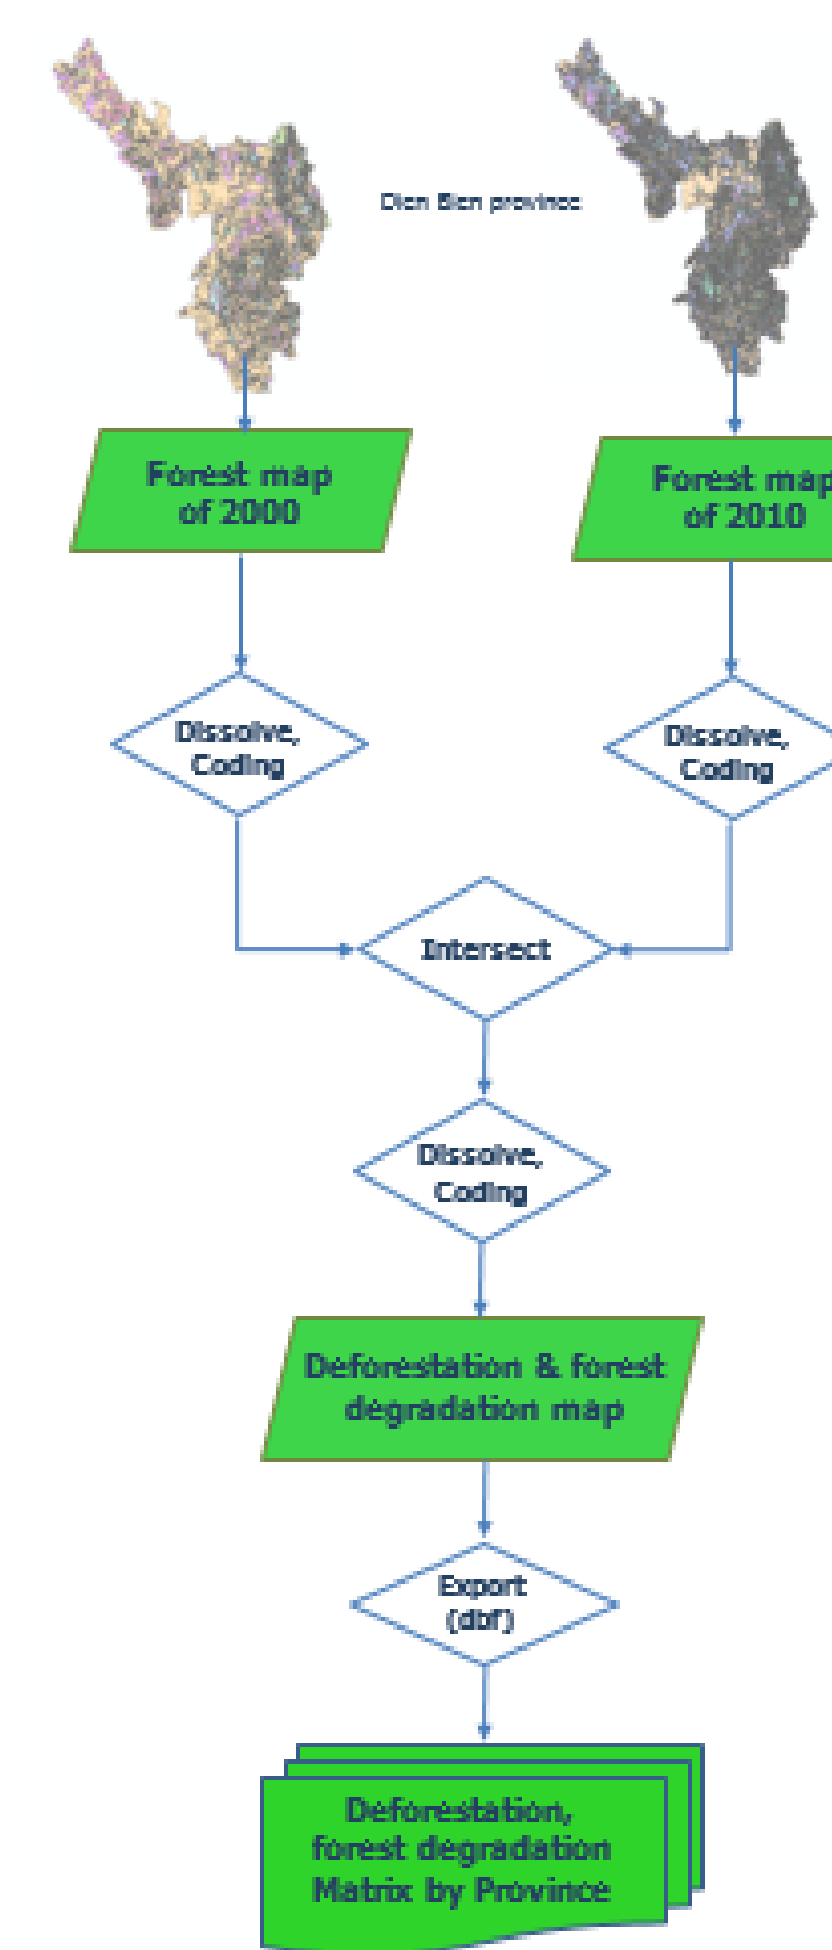 Dien Bien province
Forest map
of 2000
Forest map
of 2010
Dissolve,
Coding
Dissolve,
Coding
Intersect
Dissolve,
Coding
Deforestation & forest
degradation map
Export
(dbf)
Deforestation,
forest degradation
Matrix by Province